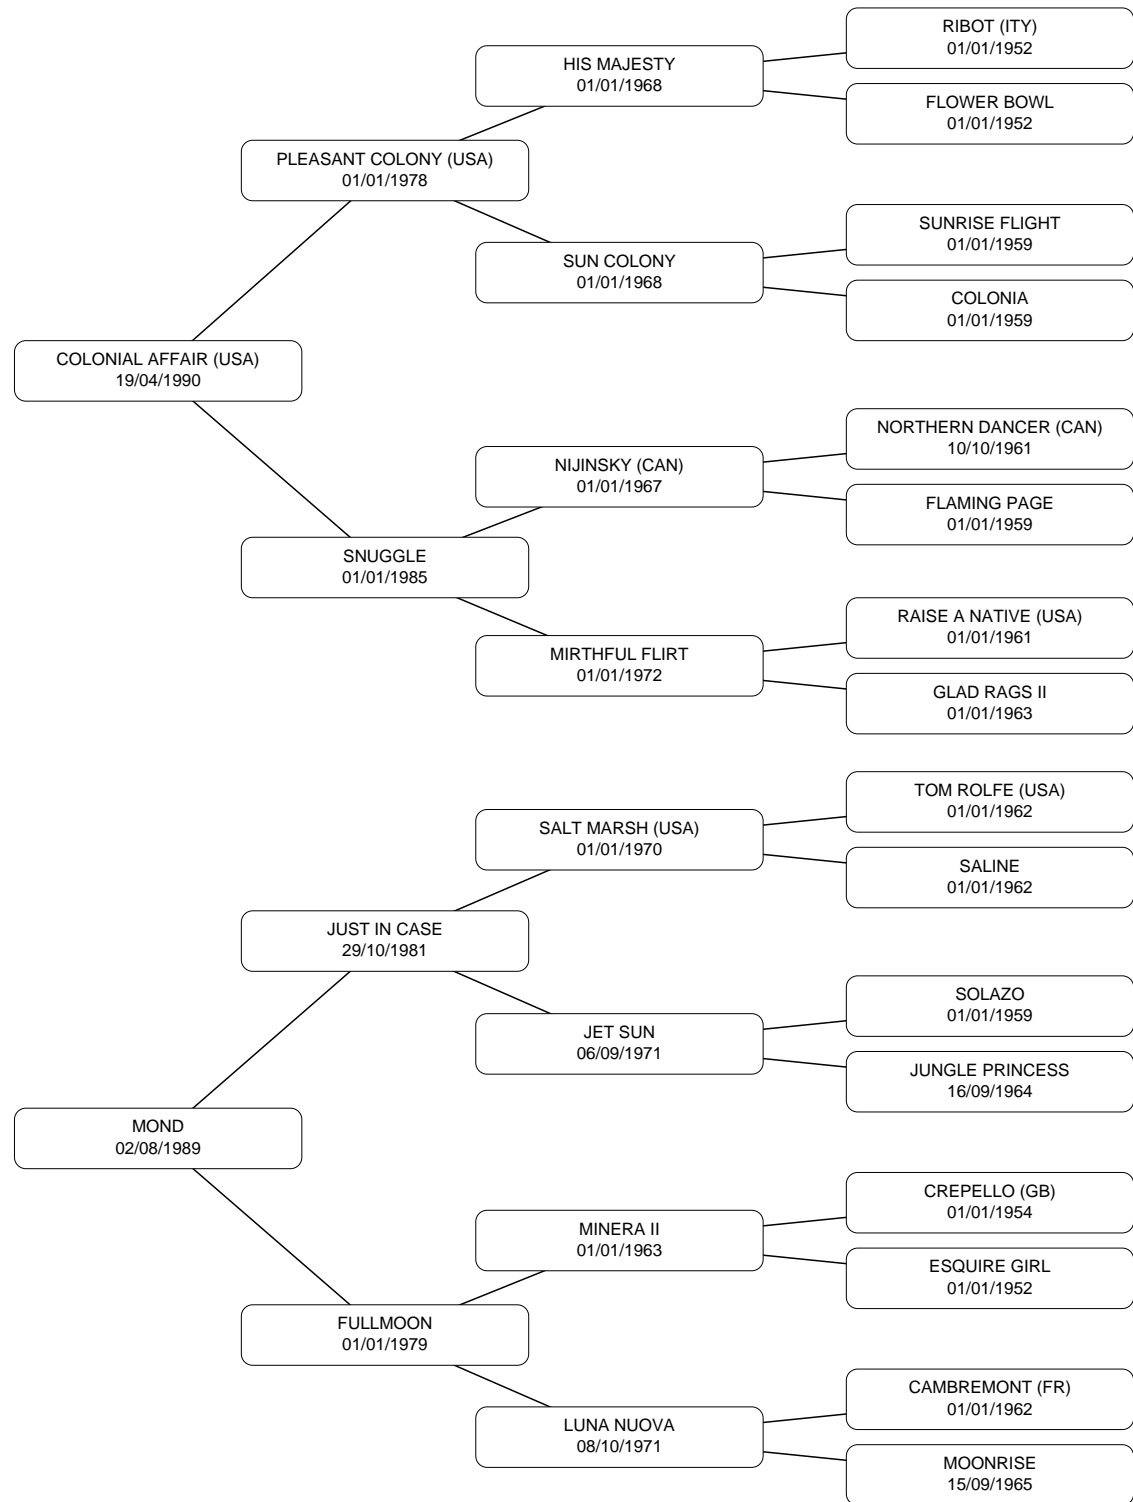 RIBOT (ITY)
01/01/1952
HIS MAJESTY
01/01/1968
FLOWER BOWL
01/01/1952
PLEASANT COLONY (USA)
01/01/1978
SUNRISE FLIGHT
01/01/1959
SUN COLONY
01/01/1968
COLONIA
01/01/1959
COLONIAL AFFAIR (USA)
19/04/1990
NORTHERN DANCER (CAN)
10/10/1961
NIJINSKY (CAN)
01/01/1967
FLAMING PAGE
01/01/1959
SNUGGLE
01/01/1985
RAISE A NATIVE (USA)
01/01/1961
MIRTHFUL FLIRT
01/01/1972
GLAD RAGS II
01/01/1963
TOM ROLFE (USA)
01/01/1962
SALT MARSH (USA)
01/01/1970
SALINE
01/01/1962
JUST IN CASE
29/10/1981
SOLAZO
01/01/1959
JET SUN
06/09/1971
JUNGLE PRINCESS
16/09/1964
MOND
02/08/1989
CREPELLO (GB)
01/01/1954
MINERA II
01/01/1963
ESQUIRE GIRL
01/01/1952
FULLMOON
01/01/1979
CAMBREMONT (FR)
01/01/1962
LUNA NUOVA
08/10/1971
MOONRISE
15/09/1965